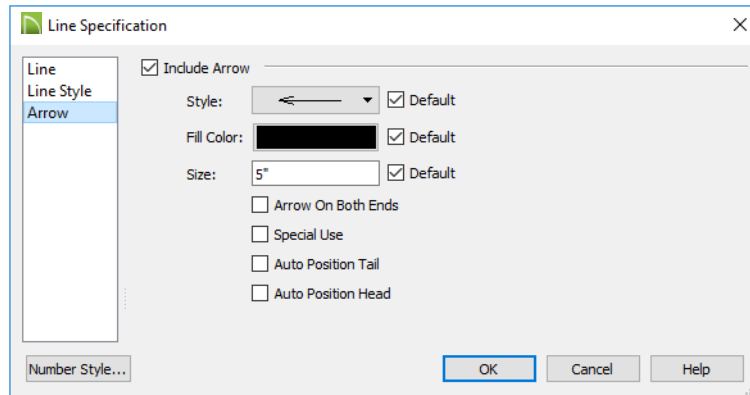 Line Specification
Line
Line Style
Arrow
Include Arrow
Style: Default
Fill Color: Default
Size: 5" Default
Arrow On Both Ends
Special Use
Auto Position Tail
Auto Position Head
Number Style... OK Cancel Help